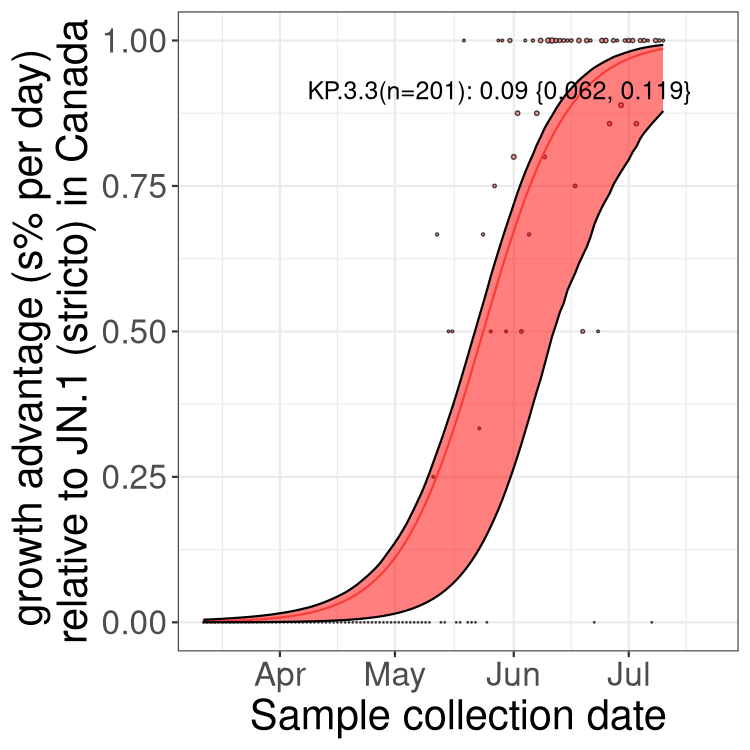 growth advantage (s% per day)
relative to JN.1 (stricto) in Canada
1.00
0.75
0.50
0.25
0.00
KP.3.3(n=201): 0.09 {0.062, 0.119}
Apr May Jun Jul
Sample collection date